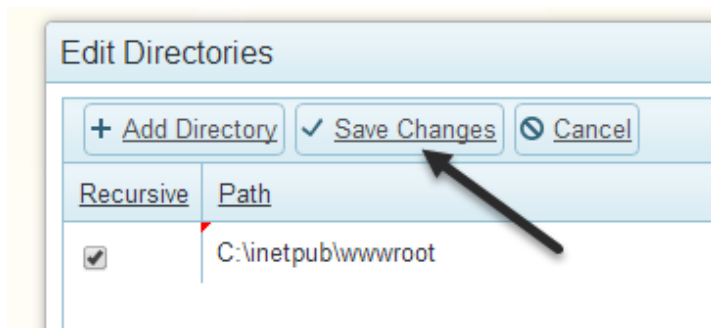 Edit Directories
+ Add Directory Save Changes Cancel
Recursive Path
C:\inetpub\wwwroot